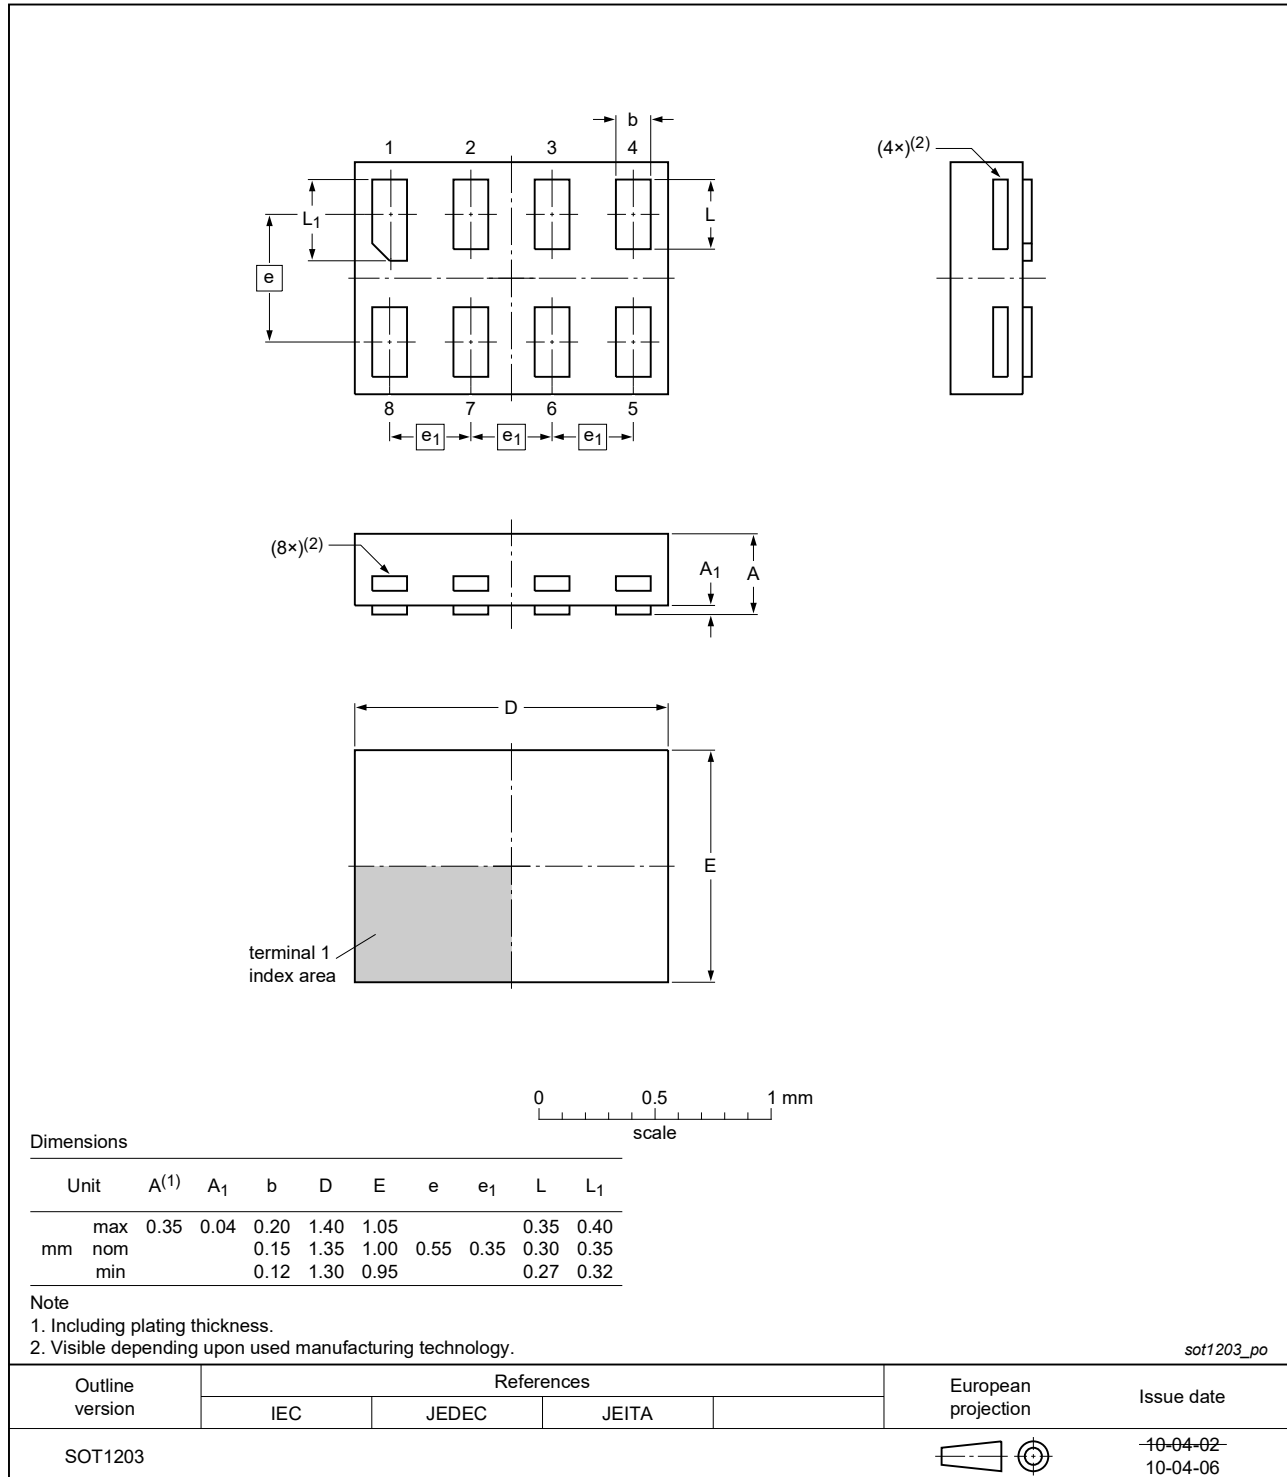 b
1 2 3 4
(4×)(2)
L1
L
e
8 7 6 5
e1 e1 e1
(8×)(2)
A1 A
D
E
terminal 1
index area
0 0.5 1 mm
scale
Dimensions
Unit A(1) A1 b D E e e1 L L1
max 0.35 0.04 0.20 1.40 1.05 0.35 0.40
mm nom 0.15 1.35 1.00 0.55 0.35 0.30 0.35
min 0.12 1.30 0.95 0.27 0.32
Note
1. Including plating thickness.
2. Visible depending upon used manufacturing technology.
sot1203_po
Outline
version
References
IEC JEDEC JEITA
European
projection
Issue date
SOT1203
10-04-02
10-04-06